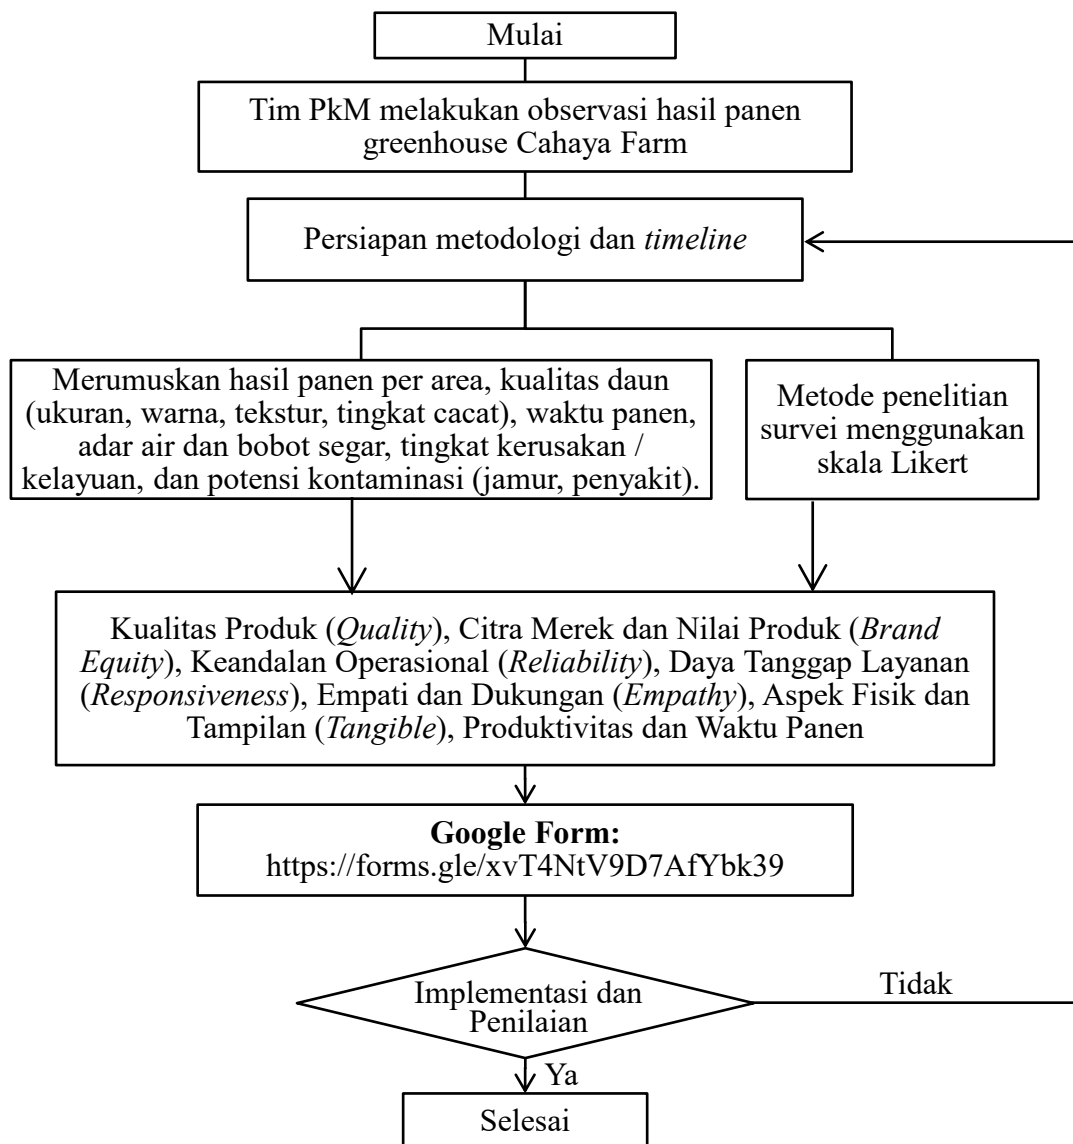 Mulai
Tim PkM melakukan observasi hasil panen
greenhouse Cahaya Farm
Persiapan metodologi dan timeline
Merumuskan hasil panen per area, kualitas daun
(ukuran, warna, tekstur, tingkat cacat), waktu panen,
adar air dan bobot segar, tingkat kerusakan /
kelayuan, dan potensi kontaminasi (jamur, penyakit).
Metode penelitian
survei menggunakan
skala Likert
Kualitas Produk (Quality), Citra Merek dan Nilai Produk (Brand
Equity), Keandalan Operasional (Reliability), Daya Tanggap Layanan
(Responsiveness), Empati dan Dukungan (Empathy), Aspek Fisik dan
Tampilan (Tangible), Produktivitas dan Waktu Panen
Google Form:
https://forms.gle/xvT4NtV9D7AfYbk39
Implementasi dan
Penilaian
Tidak
Ya
Selesai